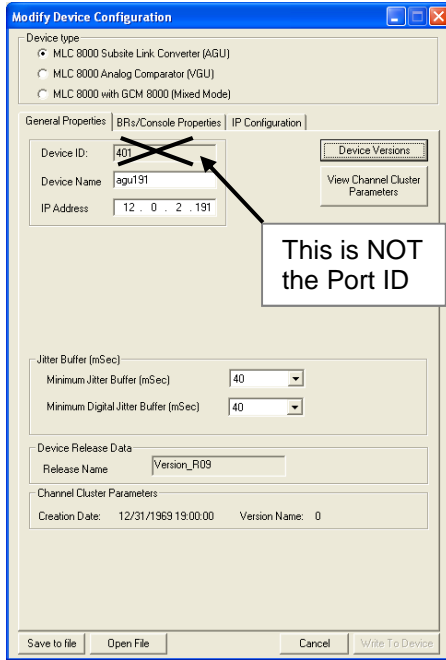 Modify Device Configuration
Device type
MLC 8000 Subsite Link Converter (AGU)
MLC 8000 Analog Comparator (VGU)
MLC 8000 with GCM 8000 (Mixed Mode)
General Properties BRs/Console Properties IP Configuration
Device ID: 401
Device Versions
Device Name agu191
View Channel Cluster
Parameters
IP Address 12 . 0 . 2 . 191
This is NOT
the Port ID
Jitter Buffer (mSec)
Minimum Jitter Buffer (mSec) 40
Minimum Digital Jitter Buffer (mSec) 40
Device Release Data
Release Name Version_R09
Channel Cluster Parameters
Creation Date: 12/31/1969 19:00:00 Version Name: 0
Save to file Open File Cancel Write To Device